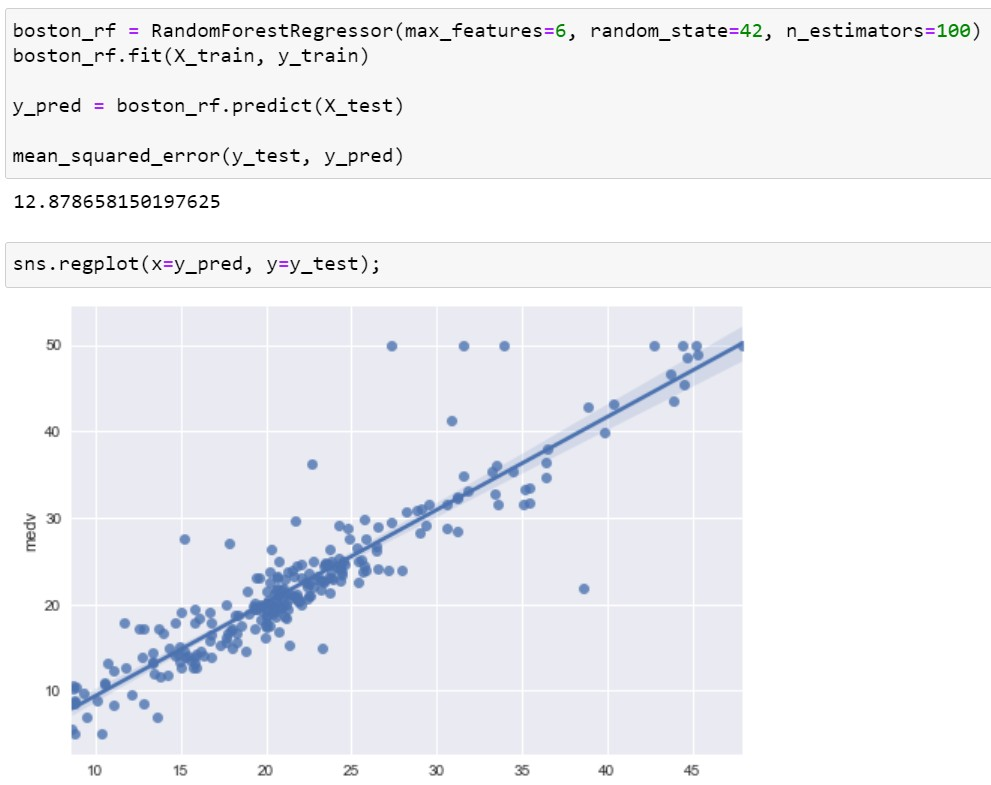 boston_rf = RandomForestRegressor(max_features=6, random_state=42, n_estimators=100)
boston_rf.fit(X_train, y_train)
y_pred = boston_rf.predict(X_test)
mean_squared_error(y_test, y_pred)
12.878658150197625
sns.regplot(x=y_pred, y=y_test);
50
40
30
20
10
medv
10 15 20 25 30 35 40 45